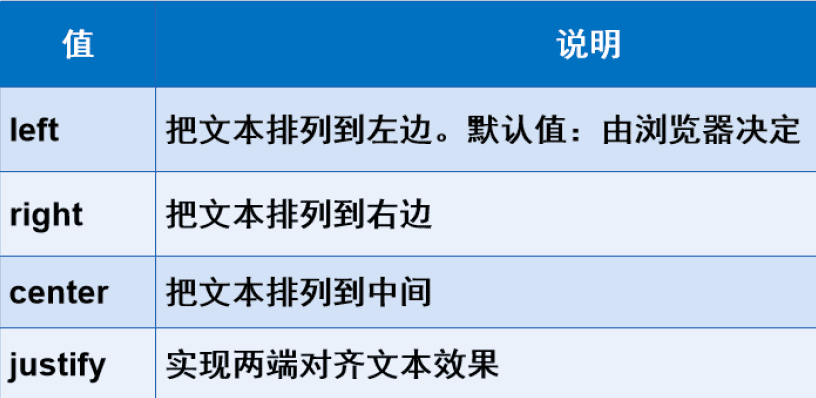 值 说明
left 把文本排列到左边。默认值：由浏览器决定
right 把文本排列到右边
center 把文本排列到中间
justify 实现两端对齐文本效果